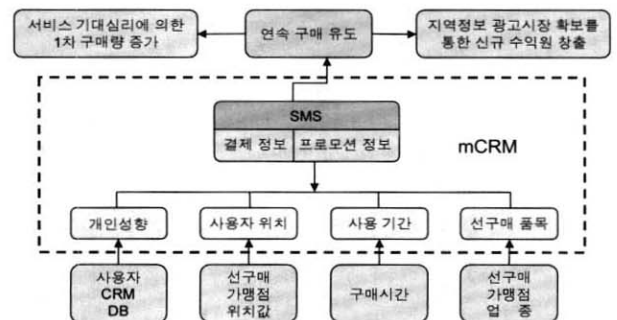 서비스 기대심리에 의한
1차 구매량 증가
연속 구매 유도
지역정보 광고시장 확보를
통한 신규 수익원 창출
SMS
결제 정보
프로모션 정보
mCRM
개인성향
사용자 위치
사용 기간
선구매 품목
사용자
CRM
DB
선구매
가맹점
위치값
구매시간
선구매
가맹점
업 종